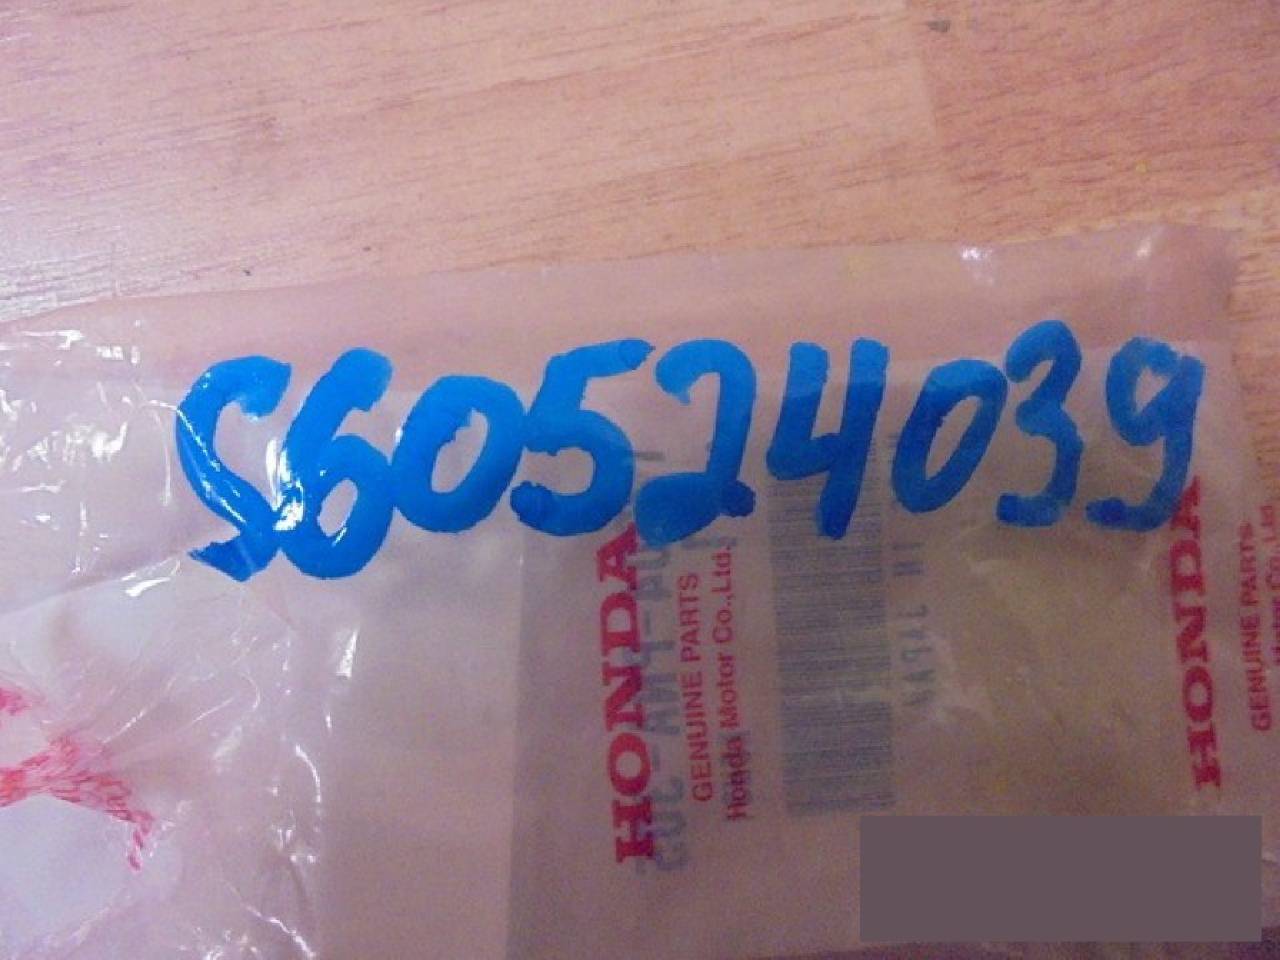 S60524039
HONDA
GENUINE PARTS
Honda Motor Co.,Ltd.
HONDA
GENUINE PARTS